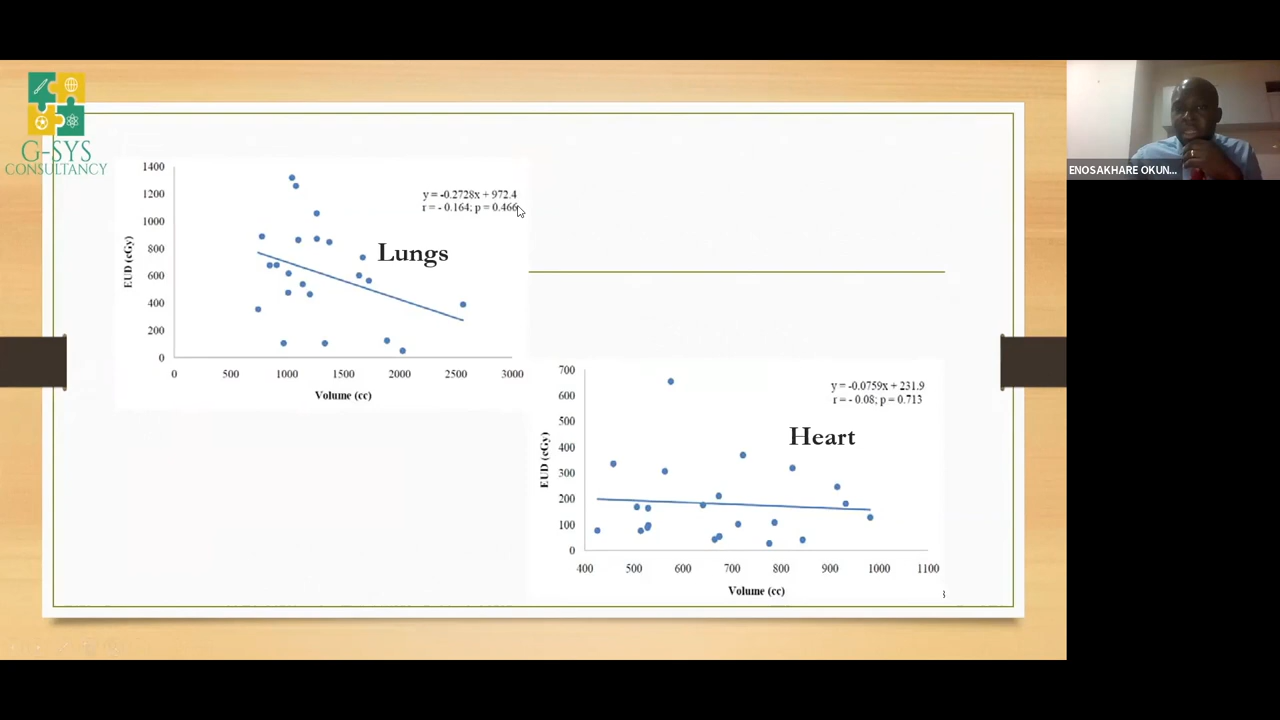 G-SYS
CONSULTANCY
ENOSAKHARE OKUN...
1400
1200
1000
800
600
400
200
0
EUD (cGy)
y = -0.2728x + 972.4
r = - 0.164; p = 0.466
Lungs
0 500 1000 1500 2000 2500 3000
Volume (cc)
700
600
500
400
300
200
100
0
EUD (cGy)
y = -0.0759x + 231.9
r = - 0.08; p = 0.713
Heart
400 500 600 700 800 900 1000 1100
Volume (cc)
3